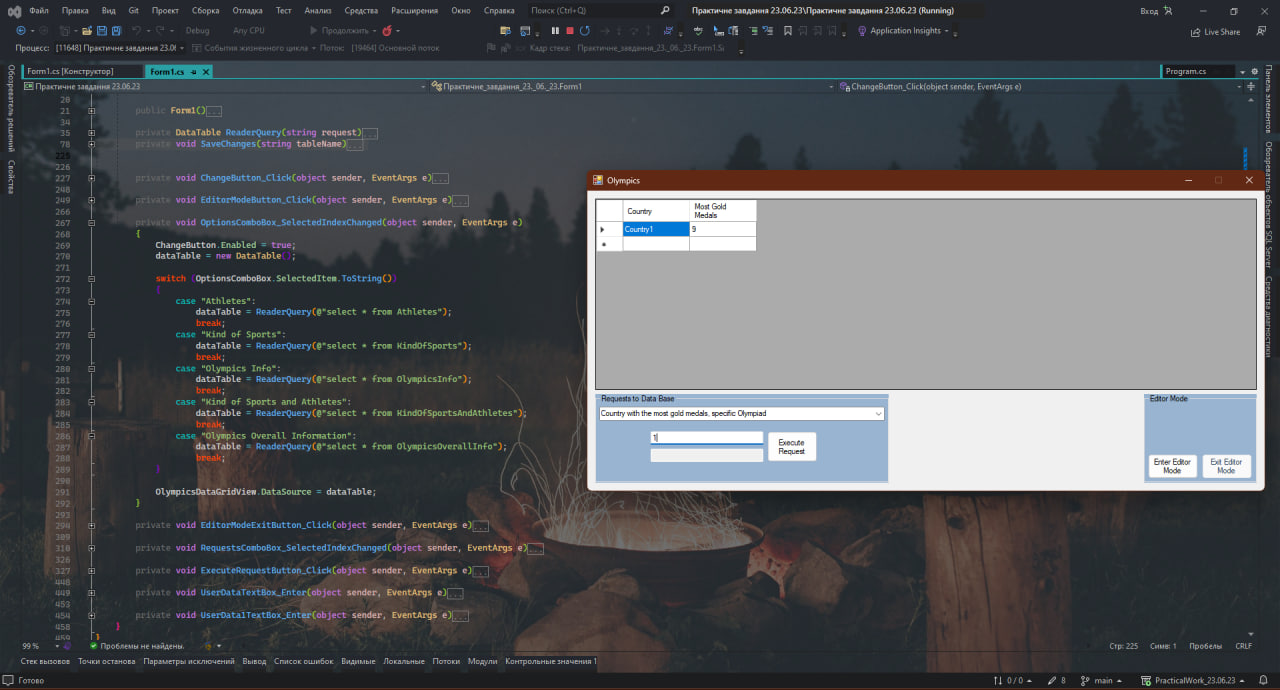 Файл Правка Вид Git Проект Сборка Отладка Тест Анализ Средства Расширения Окно Справка Поиск (Ctrl+Q) Практичне завдання 23.06.23\Практичне завдання 23.06.23 (Running) Вход
Debug Any CPU Продолжить Application Insights Live Share
Процесс: [11648] Практичне завдання 23.0 События жизненного цикла Поток: [19464] Основной поток Кадр стека: Практичне_завдання_23._06._23.Form1.S
Form1.cs [Конструктор] Form1.cs Program.cs
Практичне завдання 23.06.23 Практичне_завдання_23._06._23.Form1 ChangeButton_Click(object sender, EventArgs e)
Обозреватель решений Свойства
20
21 public Form1()...
34
35 private DataTable ReaderQuery(string request)...
78 private void SaveChanges(string tableName)...
225
226
227 private void ChangeButton_Click(object sender, EventArgs e)...
248
249 private void EditorModeButton_Click(object sender, EventArgs e)...
266
267 private void OptionsComboBox_SelectedIndexChanged(object sender, EventArgs e)
268 {
269 ChangeButton.Enabled = true;
270 dataTable = new DataTable();
271
272 switch (OptionsComboBox.SelectedItem.ToString())
273 {
274 case "Athletes":
275 dataTable = ReaderQuery(@"select * from Athletes");
276 break;
277 case "Kind of Sports":
278 dataTable = ReaderQuery(@"select * from KindOfSports");
279 break;
280 case "Olympics Info":
281 dataTable = ReaderQuery(@"select * from OlympicsInfo");
282 break;
283 case "Kind of Sports and Athletes":
284 dataTable = ReaderQuery(@"select * from KindOfSportsAndAthletes");
285 break;
286 case "Olympics Overall Information":
287 dataTable = ReaderQuery(@"select * from OlympicsOverallInfo");
288 break;
289 }
290
291 OlympicsDataGridView.DataSource = dataTable;
292 }
293
294 private void EditorModeExitButton_Click(object sender, EventArgs e)...
309
310 private void RequestsComboBox_SelectedIndexChanged(object sender, EventArgs e)...
326
327 private void ExecuteRequestButton_Click(object sender, EventArgs e)...
448
449 private void UserDataTextBox_Enter(object sender, EventArgs e)...
453
454 private void UserData1TextBox_Enter(object sender, EventArgs e)...
458 }
459 }
Olympics
Country Most Gold
Medals
Country1 9
Requests to Data Base
Country with the most gold medals, specific Olympiad
1
Execute
Request
Editor Mode
Enter Editor
Mode
Exit Editor
Mode
Панель элементов Обозреватель объектов SQL Server Средства диагностики
99 % Проблемы не найдены. Стр: 225 Симв: 1 Пробелы CRLF
Стек вызовов Точки останова Параметры исключений Вывод Список ошибок Видимые Локальные Потоки Модули Контрольные значения 1
Готово 0 / 0 8 main PracticalWork_23.06.23